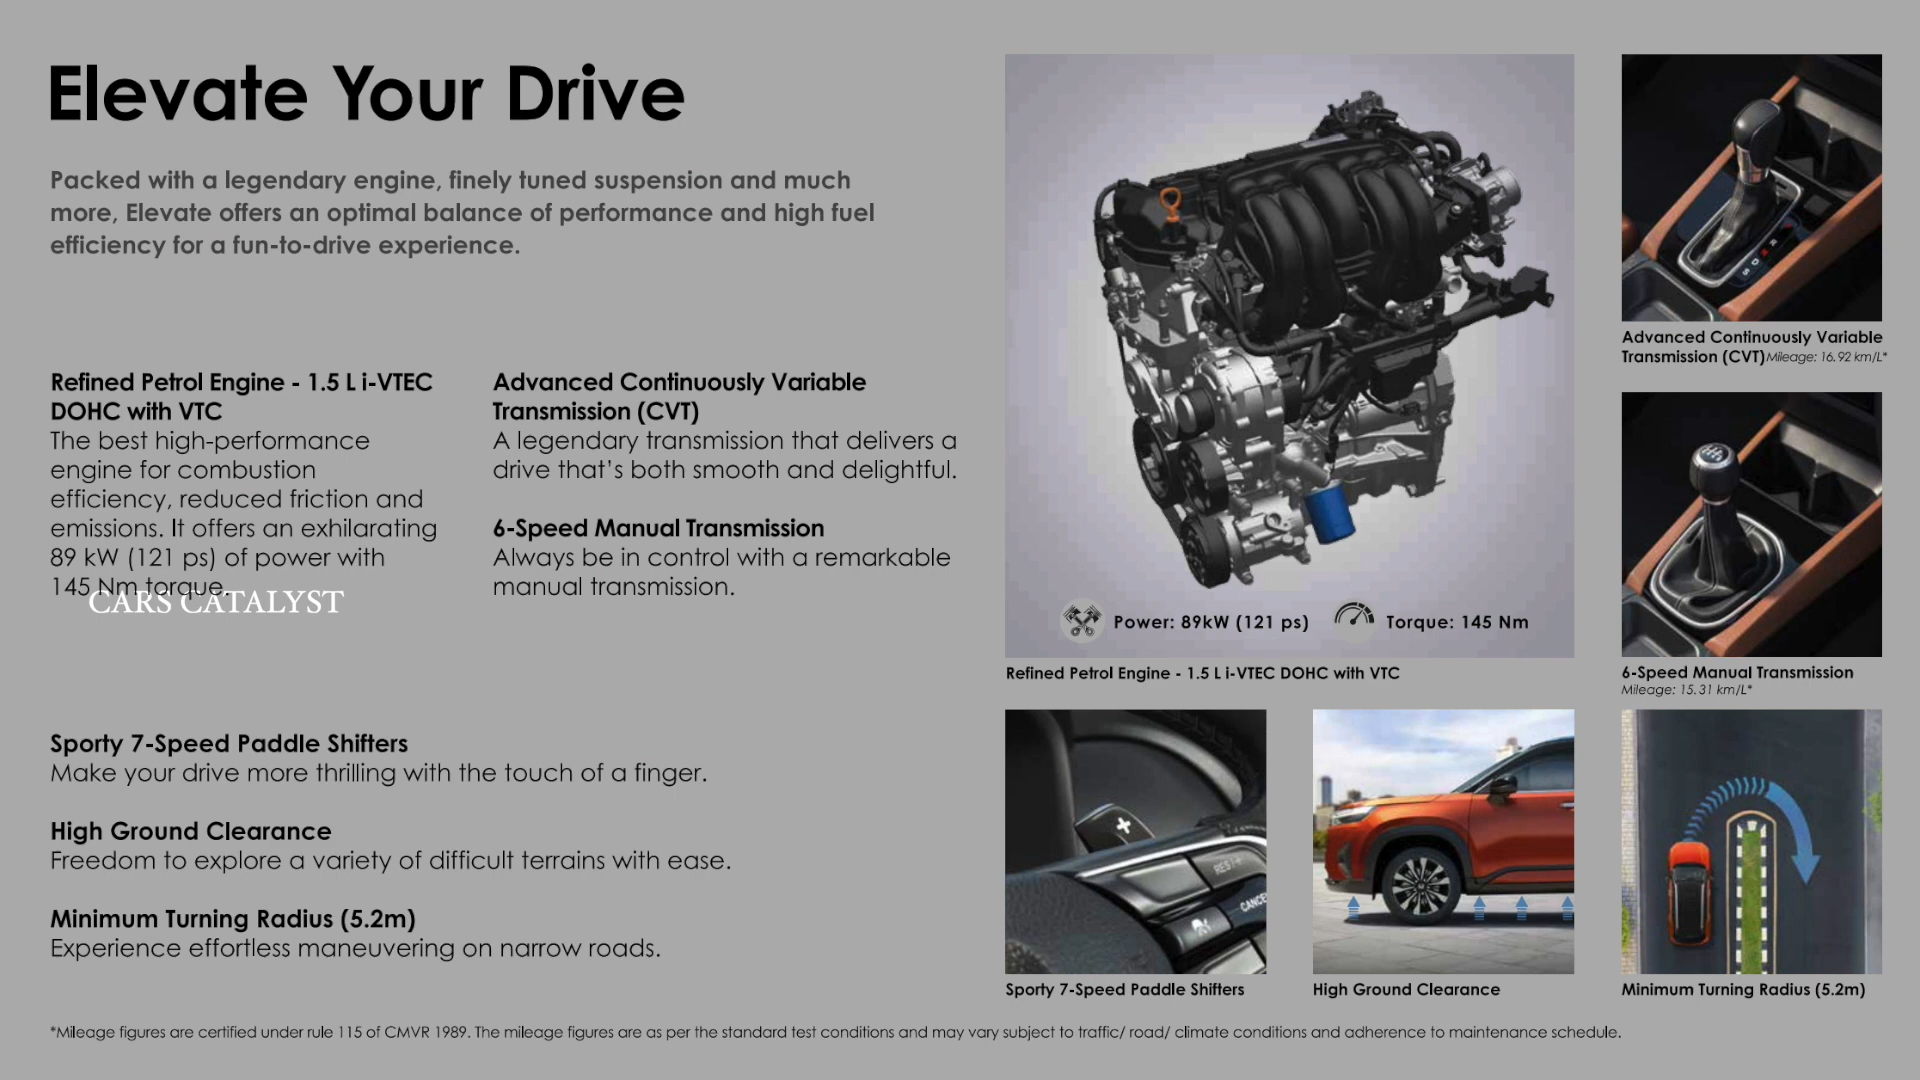 Elevate Your Drive
Packed with a legendary engine, finely tuned suspension and much
more, Elevate offers an optimal balance of performance and high fuel
efficiency for a fun-to-drive experience.
Refined Petrol Engine - 1.5 L i-VTEC
DOHC with VTC
The best high-performance
engine for combustion
efficiency, reduced friction and
emissions. It offers an exhilarating
89 kW (121 ps) of power with
145 Nm torque.
CARS CATALYST
Advanced Continuously Variable
Transmission (CVT)
A legendary transmission that delivers a
drive that's both smooth and delightful.
6-Speed Manual Transmission
Always be in control with a remarkable
manual transmission.
Sporty 7-Speed Paddle Shifters
Make your drive more thrilling with the touch of a finger.
High Ground Clearance
Freedom to explore a variety of difficult terrains with ease.
Minimum Turning Radius (5.2m)
Experience effortless maneuvering on narrow roads.
Power: 89kW (121 ps)
Torque: 145 Nm
Refined Petrol Engine - 1.5 L i-VTEC DOHC with VTC
R
D
S
Advanced Continuously Variable
Transmission (CVT) Mileage: 16.92 km/L*
6-Speed Manual Transmission
Mileage: 15.31 km/L*
+
RES/+
CANCEL
Sporty 7-Speed Paddle Shifters
High Ground Clearance
Minimum Turning Radius (5.2m)
*Mileage figures are certified under rule 115 of CMVR 1989. The mileage figures are as per the standard test conditions and may vary subject to traffic/ road/ climate conditions and adherence to maintenance schedule.